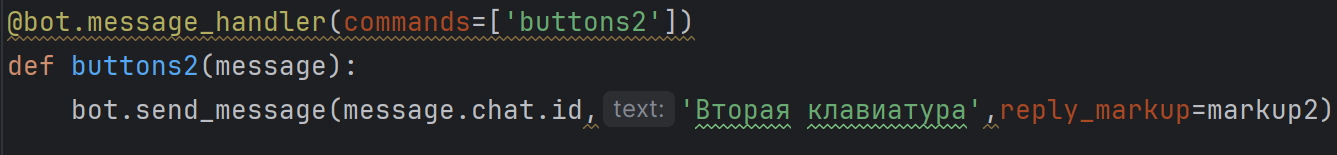 @bot.message_handler(commands=['buttons2'])
def buttons2(message):
    bot.send_message(message.chat.id, text: 'Вторая клавиатура',reply_markup=markup2)